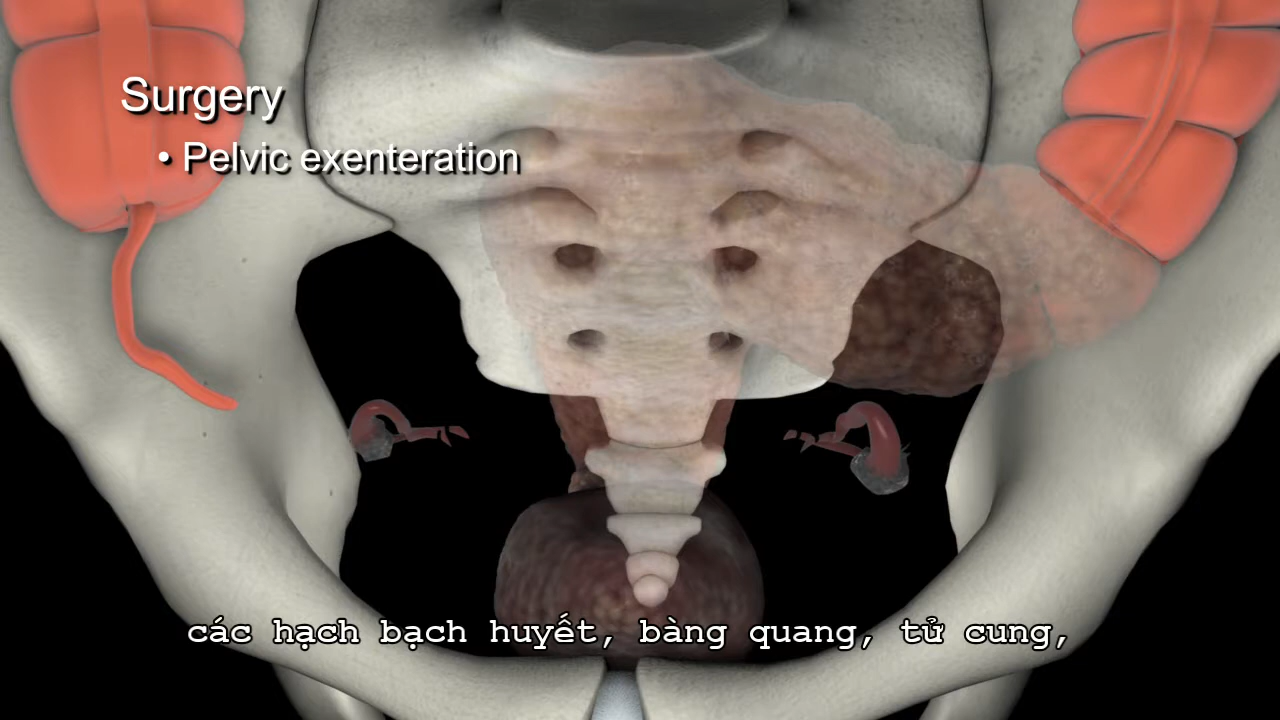 Surgery
• Pelvic exenteration
các hạch bạch huyết, bàng quang, tử cung,